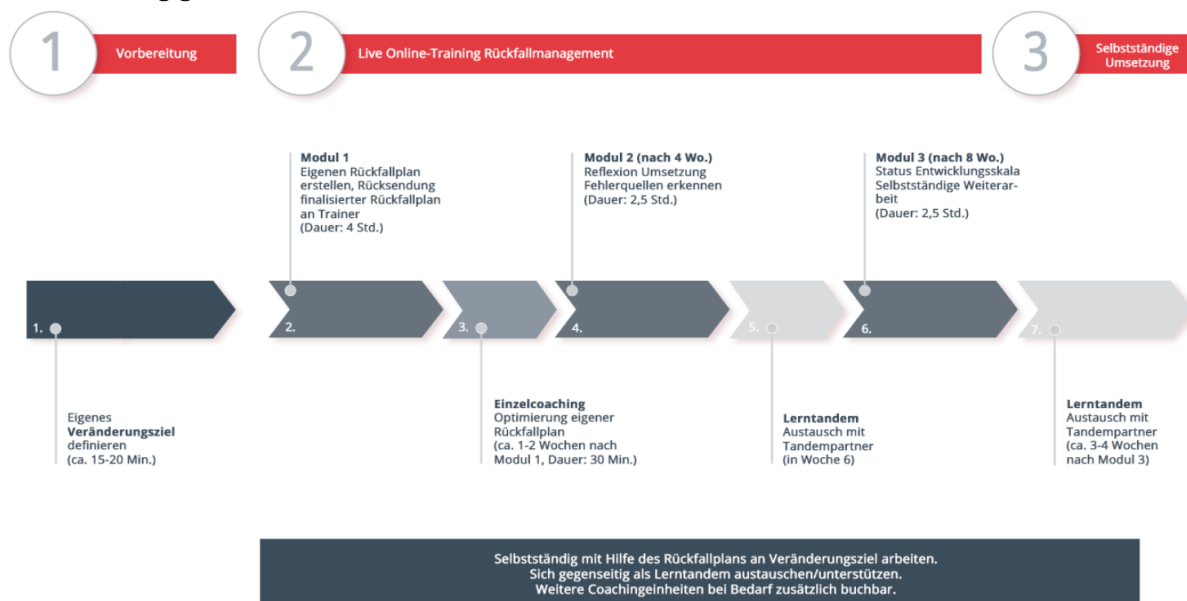 1
Vorbereitung
2
Live Online-Training Rückfallmanagement
3
Selbstständige
Umsetzung
Modul 1
Eigenen Rückfallplan
erstellen, Rücksendung
finalisierter Rückfallplan
an Trainer
(Dauer: 4 Std.)
Modul 2 (nach 4 Wo.)
Reflexion Umsetzung
Fehlerquellen erkennen
(Dauer: 2,5 Std.)
Modul 3 (nach 8 Wo.)
Status Entwicklungsskala
Selbstständige Weiterar-
beit
(Dauer: 2,5 Std.)
1.
2.
3.
4.
5.
6.
7.
Eigenes
Veränderungsziel
definieren
(ca. 15-20 Min.)
Einzelcoaching
Optimierung eigener
Rückfallplan
(ca. 1-2 Wochen nach
Modul 1, Dauer: 30 Min.)
Lerntandem
Austausch mit
Tandempartner
(in Woche 6)
Lerntandem
Austausch mit
Tandempartner
(ca. 3-4 Wochen
nach Modul 3)
Selbstständig mit Hilfe des Rückfallplans an Veränderungsziel arbeiten.
Sich gegenseitig als Lerntandem austauschen/unterstützen.
Weitere Coachingeinheiten bei Bedarf zusätzlich buchbar.